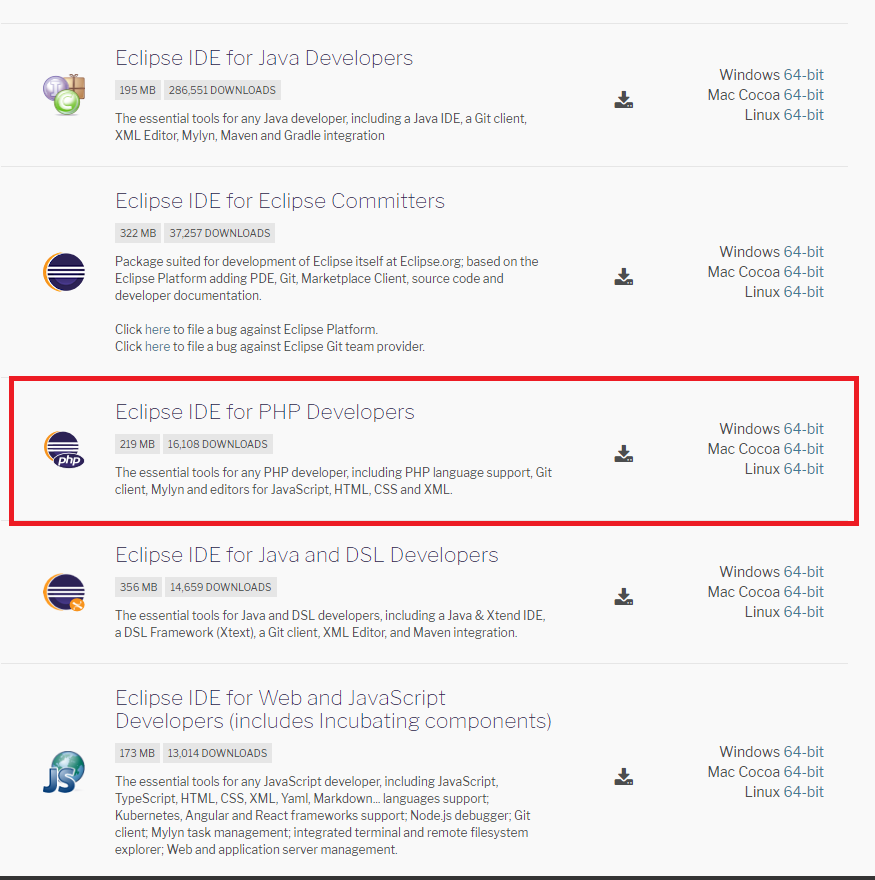 Eclipse IDE for Java Developers
195 MB 286,551 DOWNLOADS
The essential tools for any Java developer, including a Java IDE, a Git client,
XML Editor, Mylyn, Maven and Gradle integration
Windows 64-bit
Mac Cocoa 64-bit
Linux 64-bit
Eclipse IDE for Eclipse Committers
322 MB 37,257 DOWNLOADS
Package suited for development of Eclipse itself at Eclipse.org; based on the
Eclipse Platform adding PDE, Git, Marketplace Client, source code and
developer documentation.
Click here to file a bug against Eclipse Platform.
Click here to file a bug against Eclipse Git team provider.
Windows 64-bit
Mac Cocoa 64-bit
Linux 64-bit
php
Eclipse IDE for PHP Developers
219 MB 16,108 DOWNLOADS
The essential tools for any PHP developer, including PHP language support, Git
client, Mylyn and editors for JavaScript, HTML, CSS and XML.
Windows 64-bit
Mac Cocoa 64-bit
Linux 64-bit
Eclipse IDE for Java and DSL Developers
356 MB 14,659 DOWNLOADS
The essential tools for Java and DSL developers, including a Java & Xtend IDE,
a DSL Framework (Xtext), a Git client, XML Editor, and Maven integration.
Windows 64-bit
Mac Cocoa 64-bit
Linux 64-bit
JS
Eclipse IDE for Web and JavaScript
Developers (includes Incubating components)
173 MB 13,014 DOWNLOADS
The essential tools for any JavaScript developer, including JavaScript,
TypeScript, HTML, CSS, XML, Yaml, Markdown... languages support;
Kubernetes, Angular and React frameworks support; Node.js debugger; Git
client; Mylyn task management; integrated terminal and remote filesystem
explorer; Web and application server management.
Windows 64-bit
Mac Cocoa 64-bit
Linux 64-bit